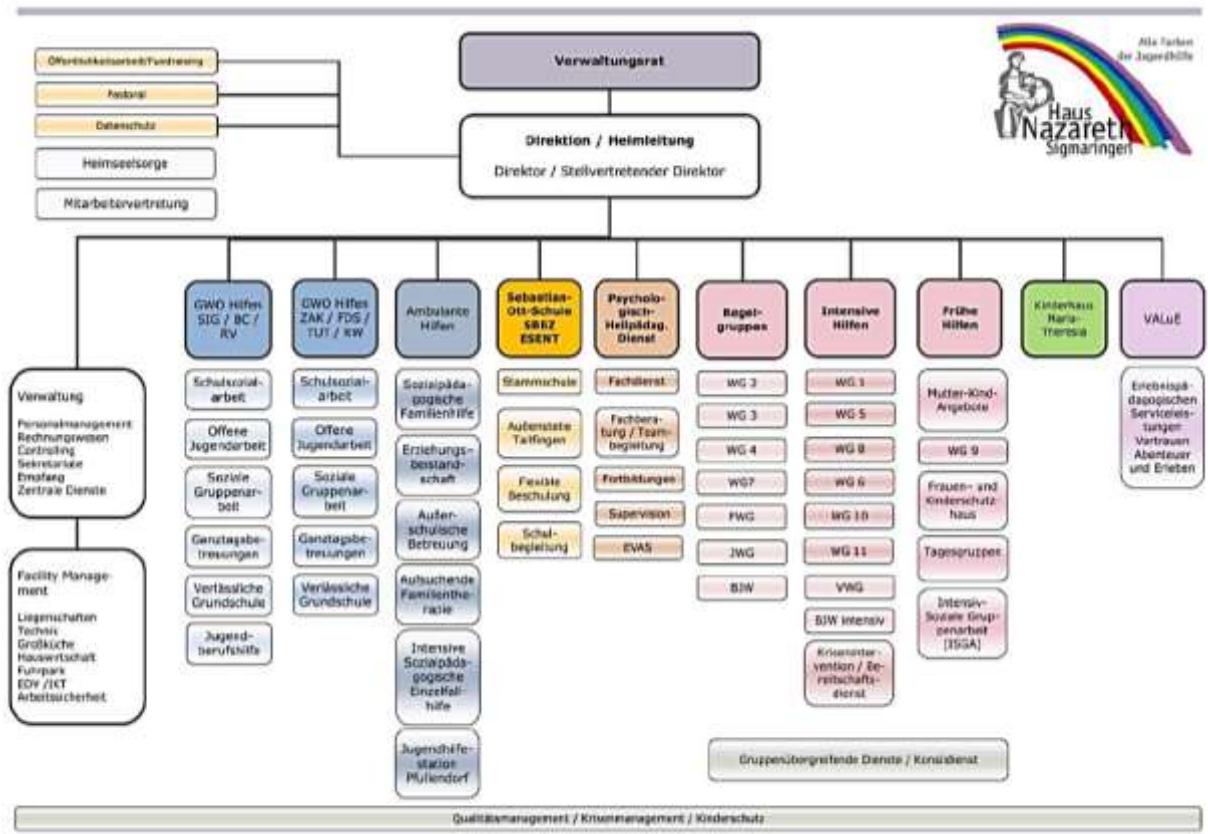 Öffentlichkeitsarbeit/Fundraising
Pastoral
Datenschutz
Heimseelsorge
Mitarbeitervertretung
Verwaltungsrat
Direktion / Heimleitung
Direktor / Stellvertretender Direktor
Alle Farben
der Jugendhilfe
Haus
Nazareth
Sigmaringen
Verwaltung
Personalmanagement
Rechnungswesen
Controlling
Sekretariate
Empfang
Zentrale Dienste
Facility Manage-
ment
Liegenschaften
Technik
Großküche
Hauswirtschaft
Fuhrpark
EDV /IKT
Arbeitssicherheit
GWO Hilfen
SIG / BC /
RV
Schulsozial-
arbeit
Offene
Jugendarbeit
Soziale
Gruppenar-
beit
Ganztagsbe-
treuungen
Verlässliche
Grundschule
Jugend-
berufshilfe
GWO Hilfen
ZAK / FDS /
TUT / KW
Schulsozial-
arbeit
Offene
Jugendarbeit
Soziale
Gruppenar-
beit
Ganztagsbe-
treuungen
Verlässliche
Grundschule
Ambulante
Hilfen
Sozialpäda-
gogische
Familienhilfe
Erziehungs-
beistand-
schaft
Außer-
schulische
Betreuung
Aufsuchende
Familienthe-
rapie
Intensive
Sozialpäda-
gogische
Einzelfall-
hilfe
Jugendhilfe-
station
Pfullendorf
Sebastian-
Ott-Schule
SBBZ
ESENT
Stammschule
Außenstelle
Tailfingen
Flexible
Beschulung
Schul-
begleitung
Psycholo-
gisch-
Heilpädag.
Dienst
Fachdienst
Fachbera-
tung / Team-
begleitung
Fortbildungen
Supervision
EVAS
Regel-
gruppen
WG 2
WG 3
WG 4
WG7
FWG
JWG
BJW
Intensive
Hilfen
WG 1
WG 5
WG 8
WG 6
WG 10
WG 11
VWG
BJW intensiv
Kriseninter-
vention / Be-
reitschafts-
dienst
Frühe
Hilfen
Mutter-Kind-
Angebote
WG 9
Frauen- und
Kinderschutz
haus
Tagesgruppen
Intensiv-
Soziale Grup-
penarbeit
[ISGA]
Kinderhaus
Maria-
Theresia
VALuE
Erlebnispä-
dagogischen
Serviceleis-
tungen
Vertrauen
Abenteuer
und Erleben
Gruppenübergreifende Dienste / Konsidienst
Qualitätsmanagement / Krisenmanagement / Kinderschutz